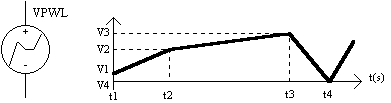 VPWL
+
-
V3
V2
V1
V4
t1 t2 t3 t4
t(s)